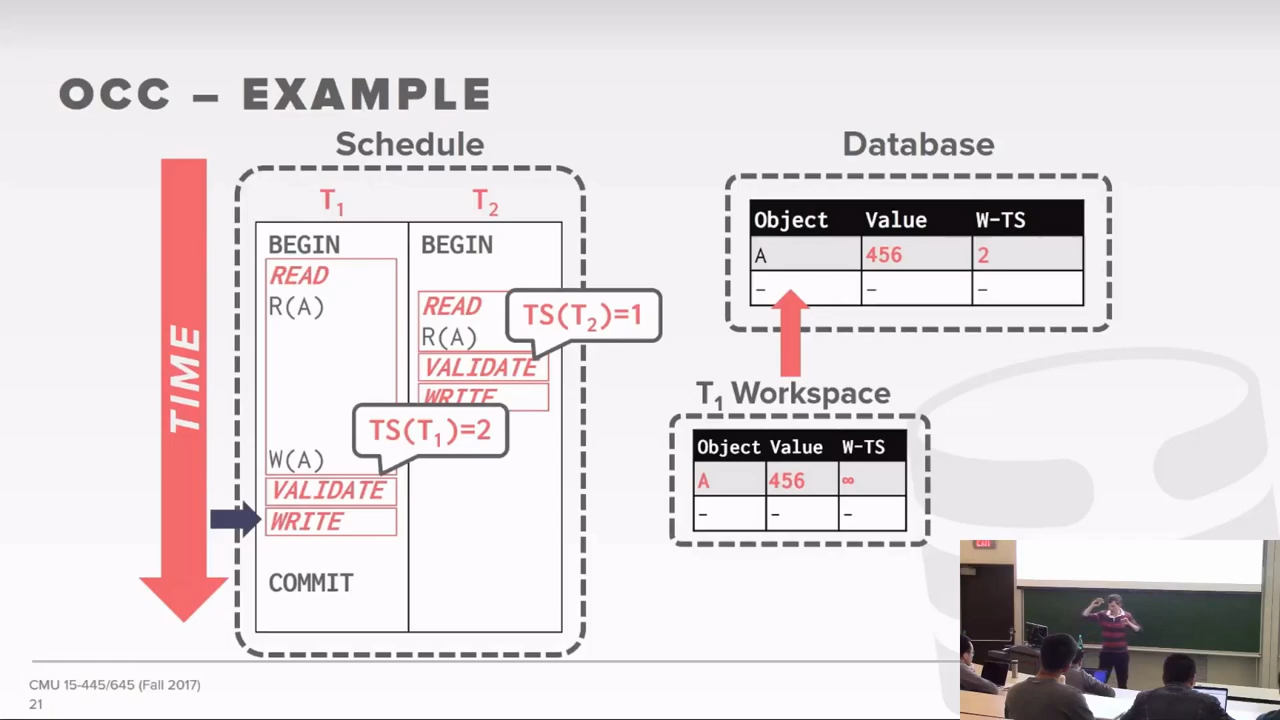 OCC – EXAMPLE
Schedule
T1 T2
BEGIN BEGIN
READ
R(A) READ
R(A)
VALIDATE
WRITE
TS(T2)=1
TS(T1)=2
W(A)
VALIDATE
WRITE
COMMIT
TIME
Database
Object Value W-TS
A 456 2
– – –
T1 Workspace
Object Value W-TS
A 456 ∞
– – –
CMU 15-445/645 (Fall 2017)
21